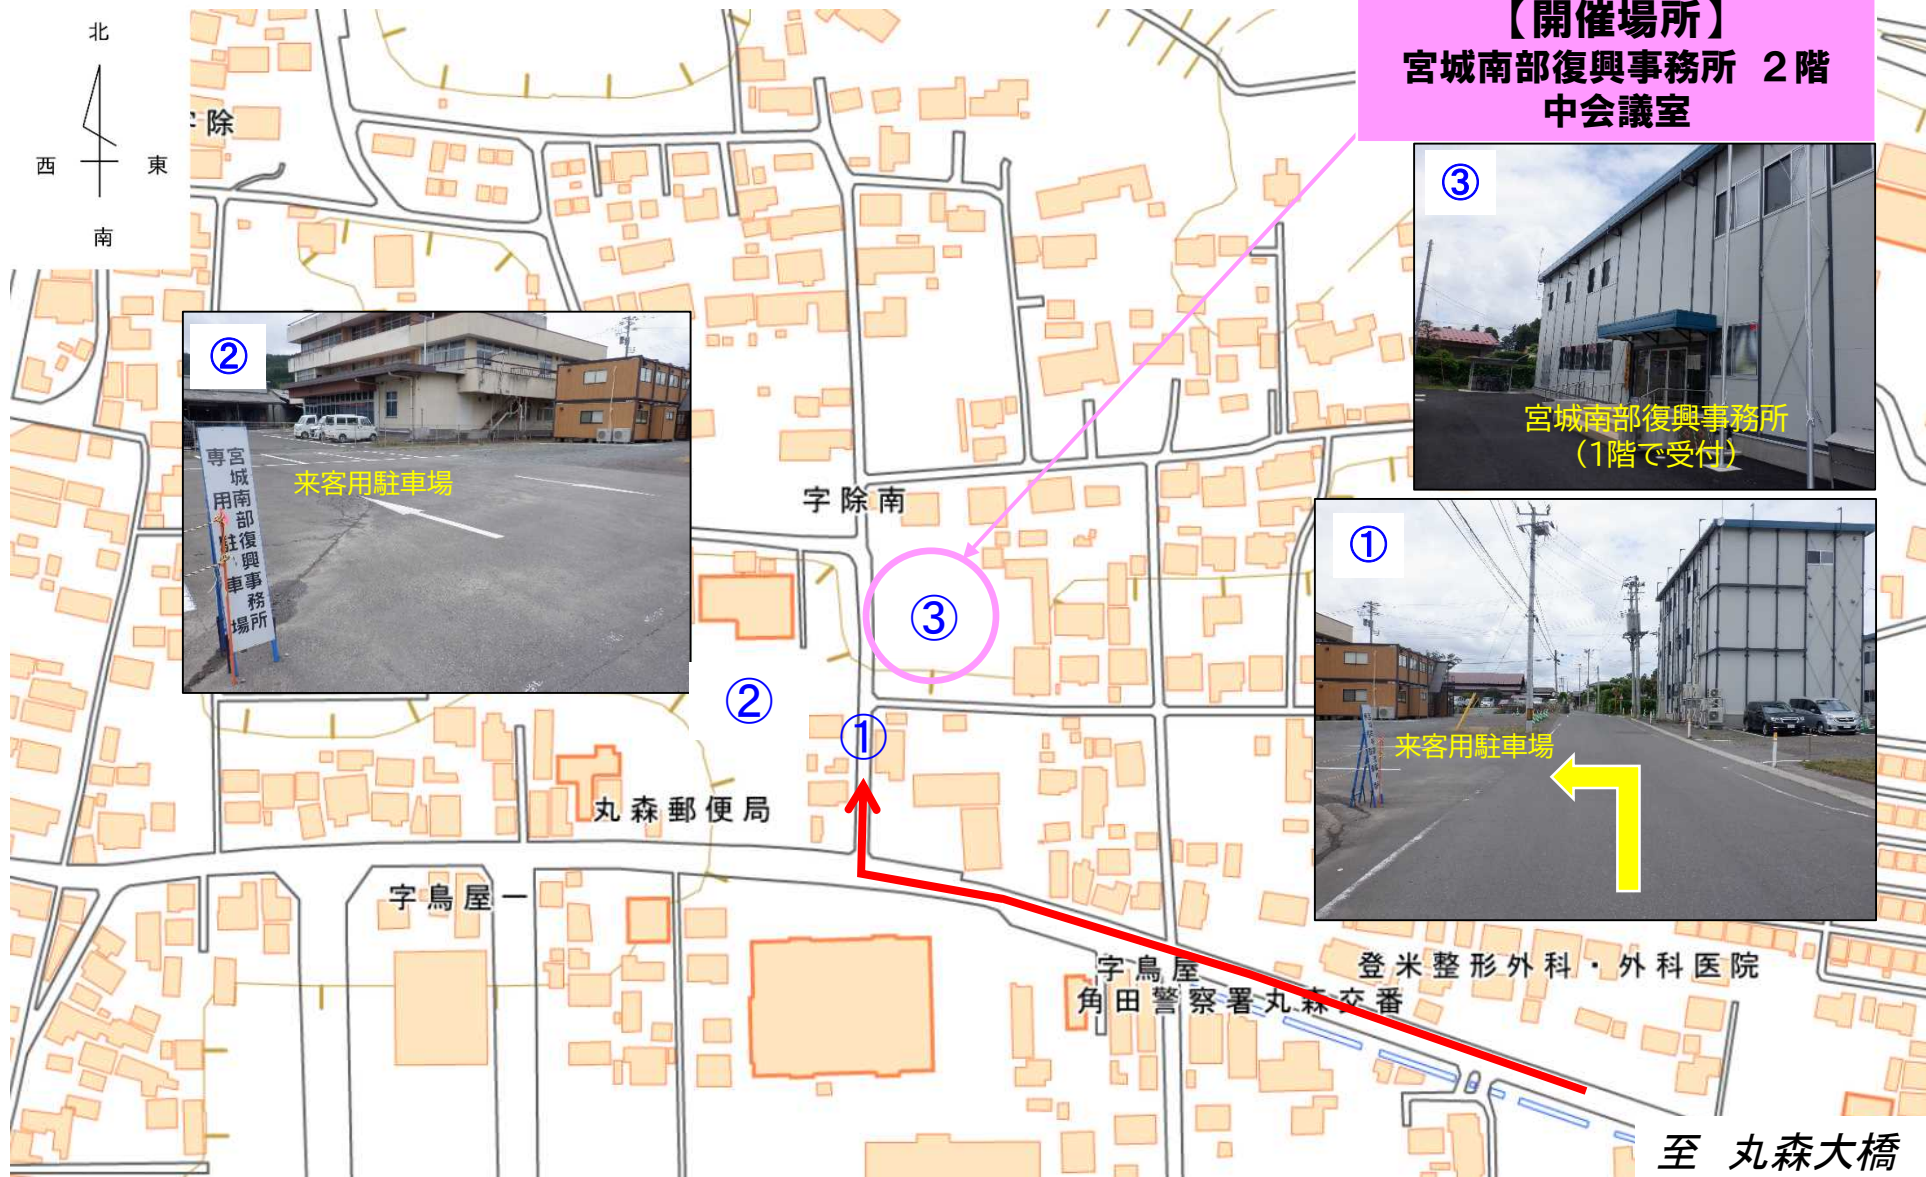 北
西
東
南
【開催場所】
宮城南部復興事務所 2階
中会議室
字除
③
宮城南部復興事務所
(1階で受付)
②
来客用駐車場
宮城南部復興事務所
専用駐車場
字除南
③
①
来客用駐車場
②
①
丸森郵便局
字鳥屋一
字鳥屋
角田警察署丸森交番
登米整形外科・外科医院
至 丸森大橋